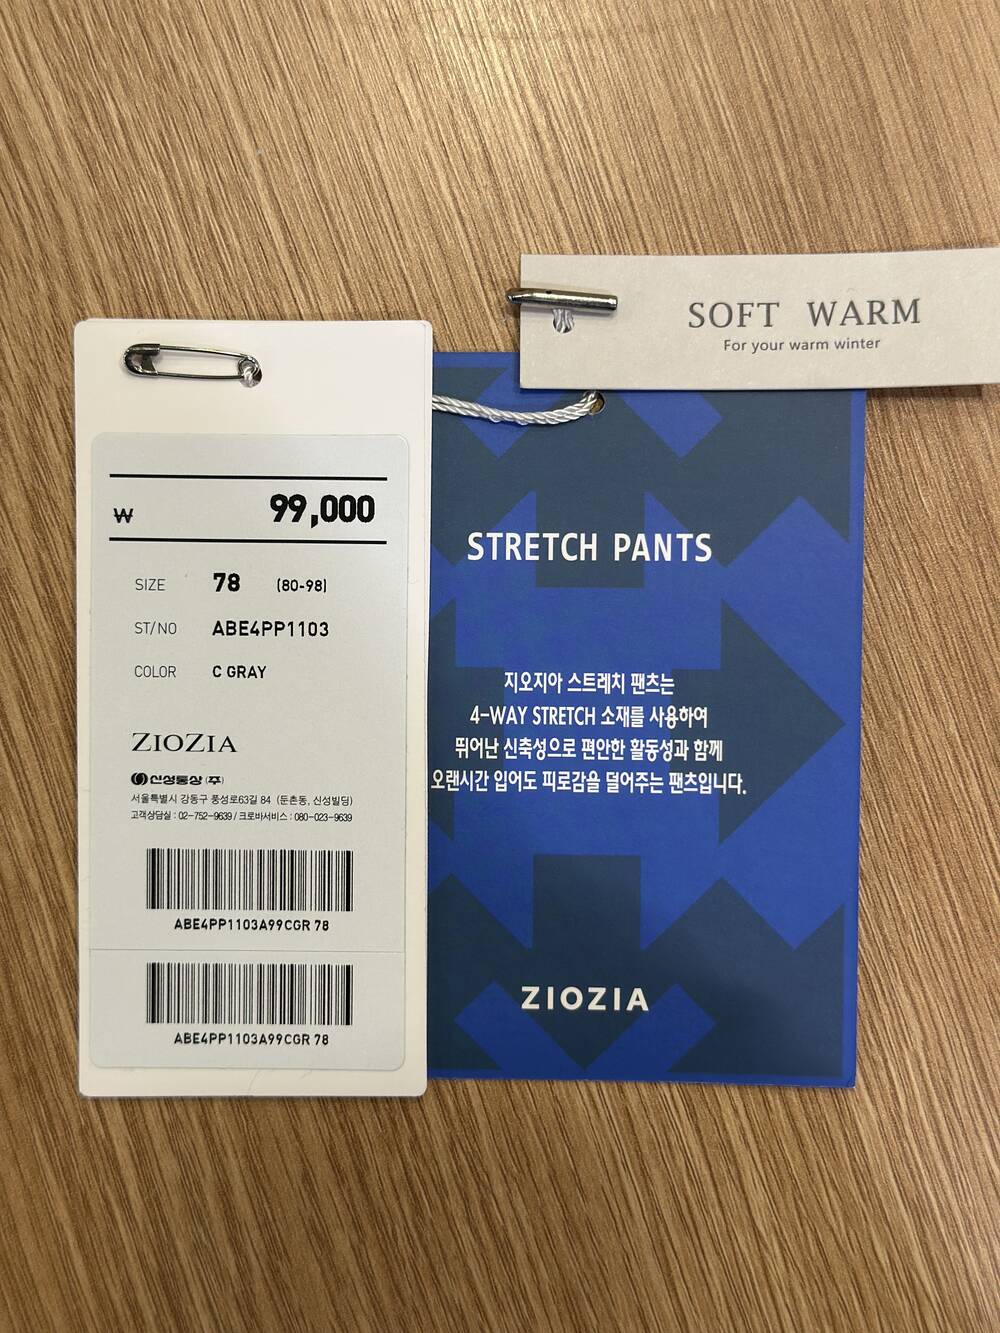 SOFT WARM
For your warm winter
₩ 99,000
SIZE 78 (80-98)
ST/NO ABE4PP1103
COLOR C GRAY
ZIOZIA
신성통상(주)
서울특별시 강동구 풍성로63길 84 (둔촌동, 신성빌딩)
고객상담실 : 02-752-9639 / 크로바서비스 : 080-023-9639
ABE4PP1103A99CGR 78
ABE4PP1103A99CGR 78
STRETCH PANTS
지오지아 스트레치 팬츠는
4-WAY STRETCH 소재를 사용하여
뛰어난 신축성으로 편안한 활동성과 함께
오랜시간 입어도 피로감을 덜어주는 팬츠입니다.
ZIOZIA